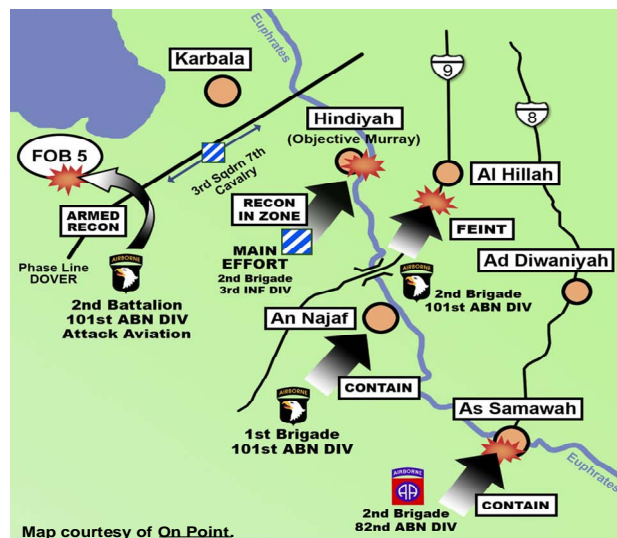 Euphrates
Karbala
9
8
Hindiyah
(Objective Murray)
FOB 5
3rd Sqdrn 7th
Cavalry
Al Hillah
ARMED
RECON
RECON
IN ZONE
FEINT
MAIN
EFFORT
2nd Brigade
3rd INF DIV
Ad Diwaniyah
Phase Line
DOVER
AIRBORNE
2nd Battalion
101st ABN DIV
Attack Aviation
AIRBORNE
2nd Brigade
101st ABN DIV
An Najaf
CONTAIN
AIRBORNE
1st Brigade
101st ABN DIV
As Samawah
Euphrates
AIRBORNE
AA
2nd Brigade
82nd ABN DIV
CONTAIN
Map courtesy of On Point.